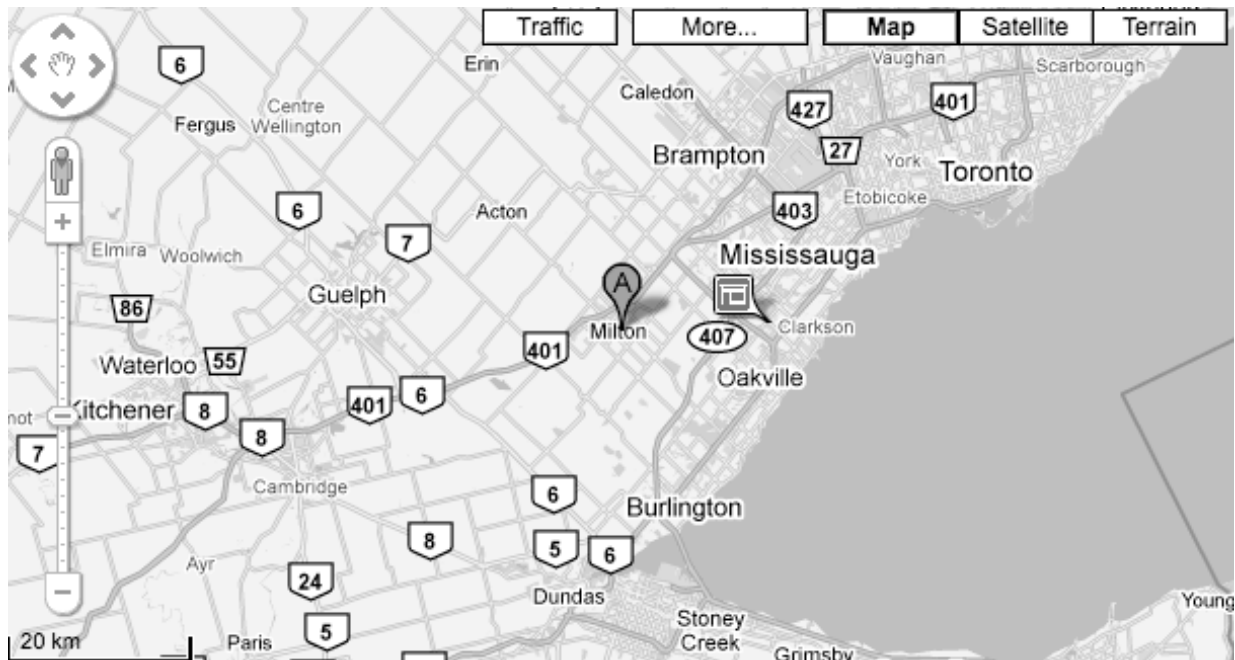 Traffic
More...
Map
Satellite
Terrain
6
Erin
Vaughan
Scarborough
Caledon
Centre
Wellington
Fergus
427
401
27
Brampton
York
Toronto
6
Acton
403
Etobicoke
7
Elmira
Woolwich
Mississauga
Guelph
A
86
Milton
407
Clarkson
401
Waterloo
55
Oakville
Kitchener
8
401
6
7
8
Cambridge
6
Burlington
8
5
6
Ayr
24
Dundas
Young
5
Stoney
Creek
20 km
Paris
Grimsby